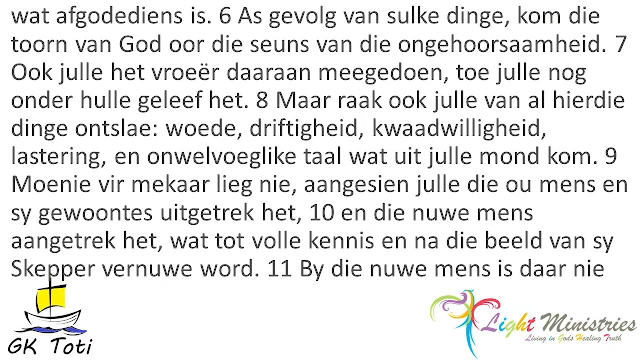 wat afgodediens is. 6 As gevolg van sulke dinge, kom die
toorn van God oor die seuns van die ongehoorsaamheid. 7
Ook julle het vroeër daaraan meegedoen, toe julle nog
onder hulle geleef het. 8 Maar raak ook julle van al hierdie
dinge ontslae: woede, driftigheid, kwaadwilligheid,
lastering, en onwelvoeglike taal wat uit julle mond kom. 9
Moenie vir mekaar lieg nie, aangesien julle die ou mens en
sy gewoontes uitgetrek het, 10 en die nuwe mens
aangetrek het, wat tot volle kennis en na die beeld van sy
Skepper vernuwe word. 11 By die nuwe mens is daar nie
GK Toti
Light Ministries
Living in Gods Healing Truth